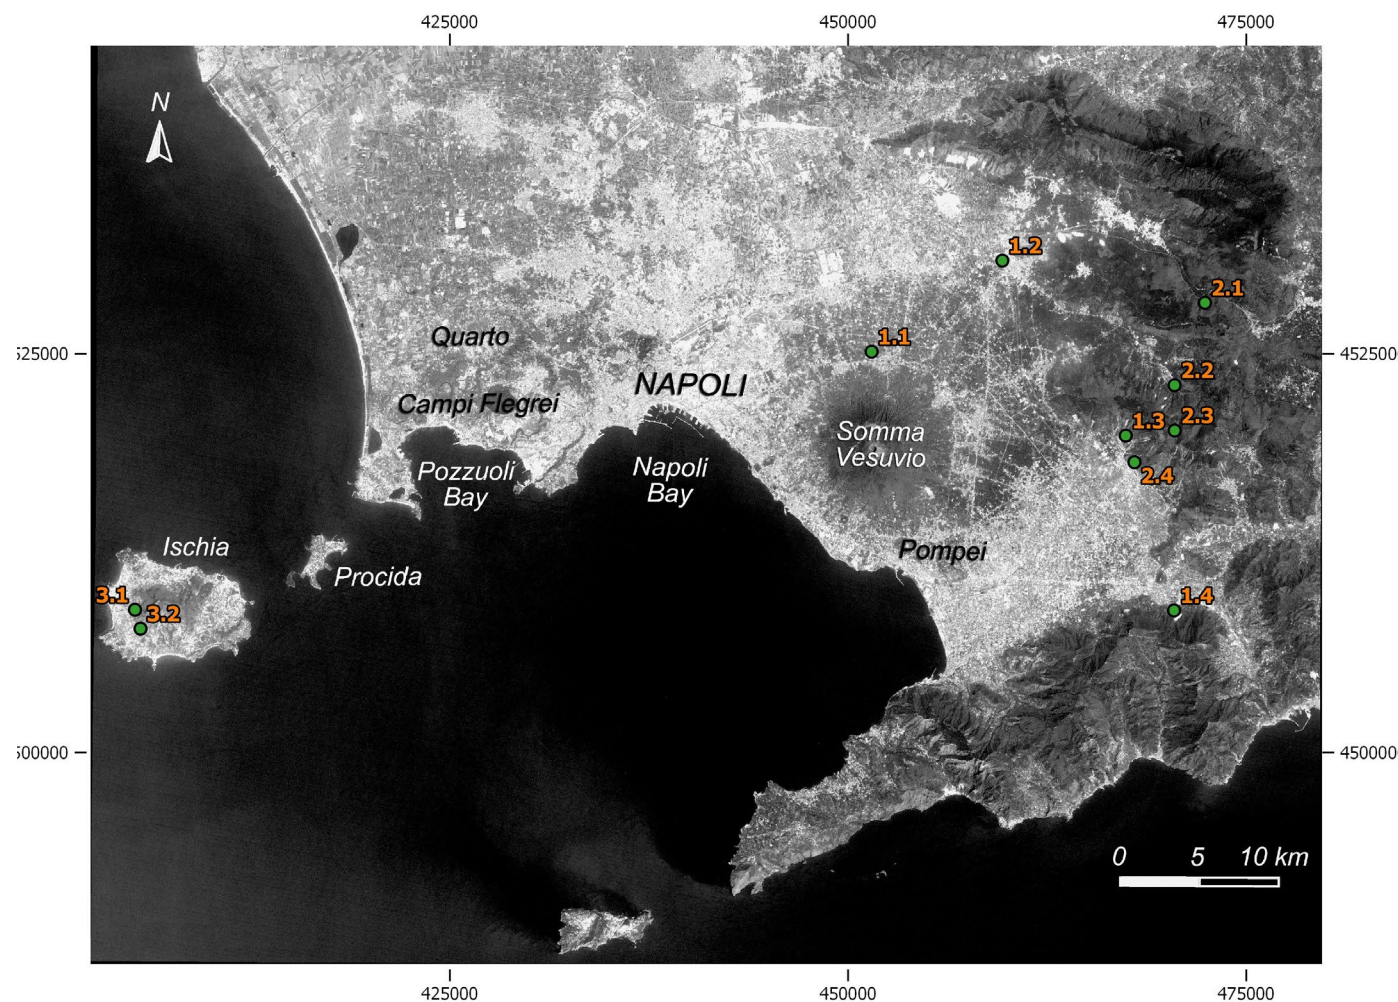 425000 450000 475000
N
1.2
2.1
Quarto
1.1
525000 452500
2.2
NAPOLI
Campi Flegrei
2.3
1.3
Somma
Vesuvio
Pozzuoli
Bay
Napoli
Bay
2.4
Ischia
Pompei
Procida
3.1
1.4
3.2
500000 450000
0 5 10 km
425000 450000 475000